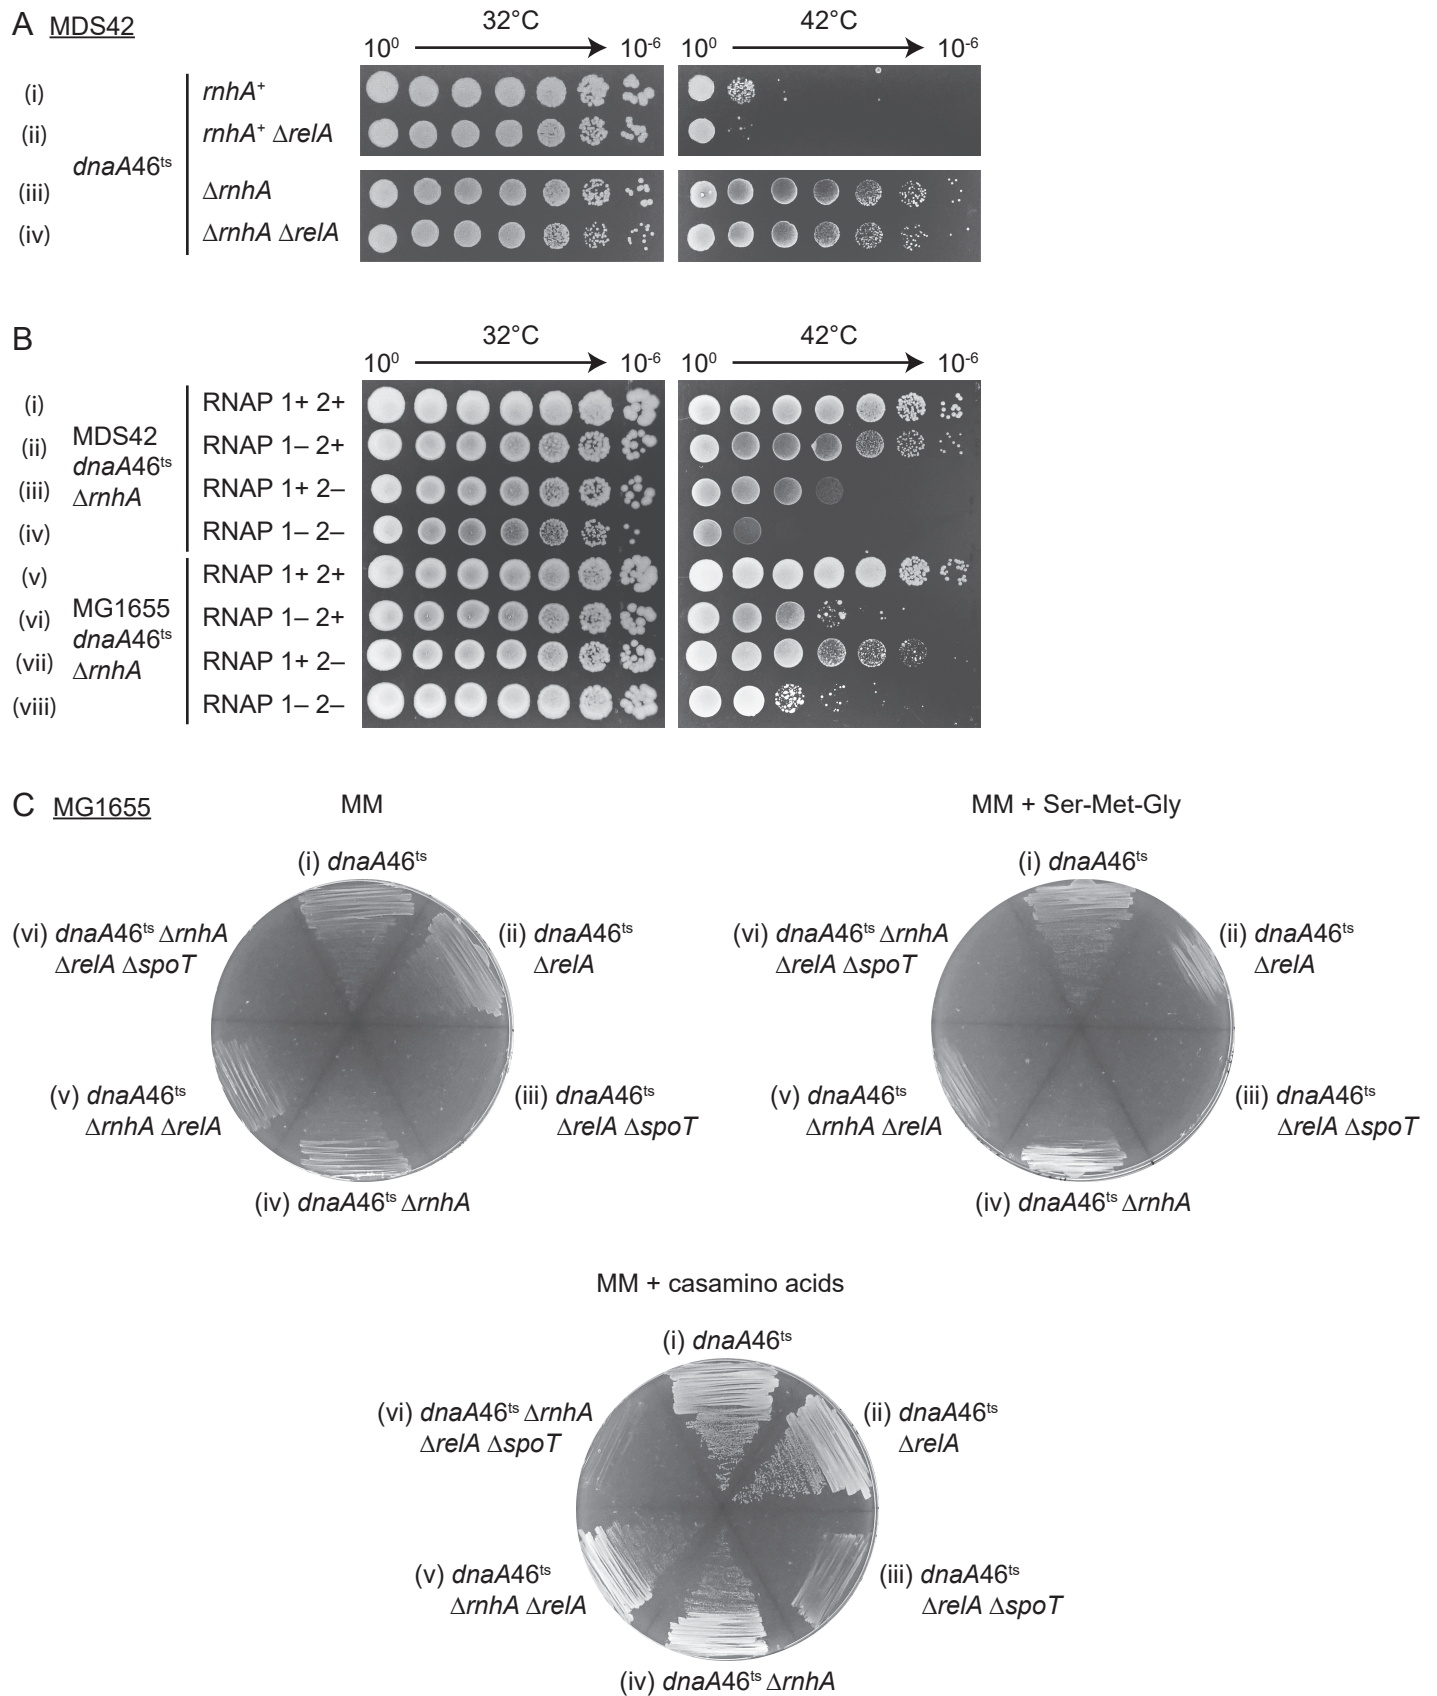 A MDS42
32°C 42°C
10⁰ 10⁻⁶ 10⁰ 10⁻⁶
(i) rnhA⁺
(ii) rnhA⁺ ΔrelA
dnaA46ᵗˢ
(iii) ΔrnhA
(iv) ΔrnhA ΔrelA
B
32°C 42°C
10⁰ 10⁻⁶ 10⁰ 10⁻⁶
(i) RNAP 1+ 2+
(ii) MDS42 RNAP 1– 2+
dnaA46ᵗˢ
(iii) ΔrnhA RNAP 1+ 2–
(iv) RNAP 1– 2–
(v) RNAP 1+ 2+
(vi) MG1655 RNAP 1– 2+
dnaA46ᵗˢ
(vii) ΔrnhA RNAP 1+ 2–
(viii) RNAP 1– 2–
C MG1655
MM
(i) dnaA46ᵗˢ
(vi) dnaA46ᵗˢ ΔrnhA
ΔrelA ΔspoT
(ii) dnaA46ᵗˢ
ΔrelA
(v) dnaA46ᵗˢ
ΔrnhA ΔrelA
(iii) dnaA46ᵗˢ
ΔrelA ΔspoT
(iv) dnaA46ᵗˢ ΔrnhA
MM + Ser-Met-Gly
(i) dnaA46ᵗˢ
(vi) dnaA46ᵗˢ ΔrnhA
ΔrelA ΔspoT
(ii) dnaA46ᵗˢ
ΔrelA
(v) dnaA46ᵗˢ
ΔrnhA ΔrelA
(iii) dnaA46ᵗˢ
ΔrelA ΔspoT
(iv) dnaA46ᵗˢ ΔrnhA
MM + casamino acids
(i) dnaA46ᵗˢ
(vi) dnaA46ᵗˢ ΔrnhA
ΔrelA ΔspoT
(ii) dnaA46ᵗˢ
ΔrelA
(v) dnaA46ᵗˢ
ΔrnhA ΔrelA
(iii) dnaA46ᵗˢ
ΔrelA ΔspoT
(iv) dnaA46ᵗˢ ΔrnhA